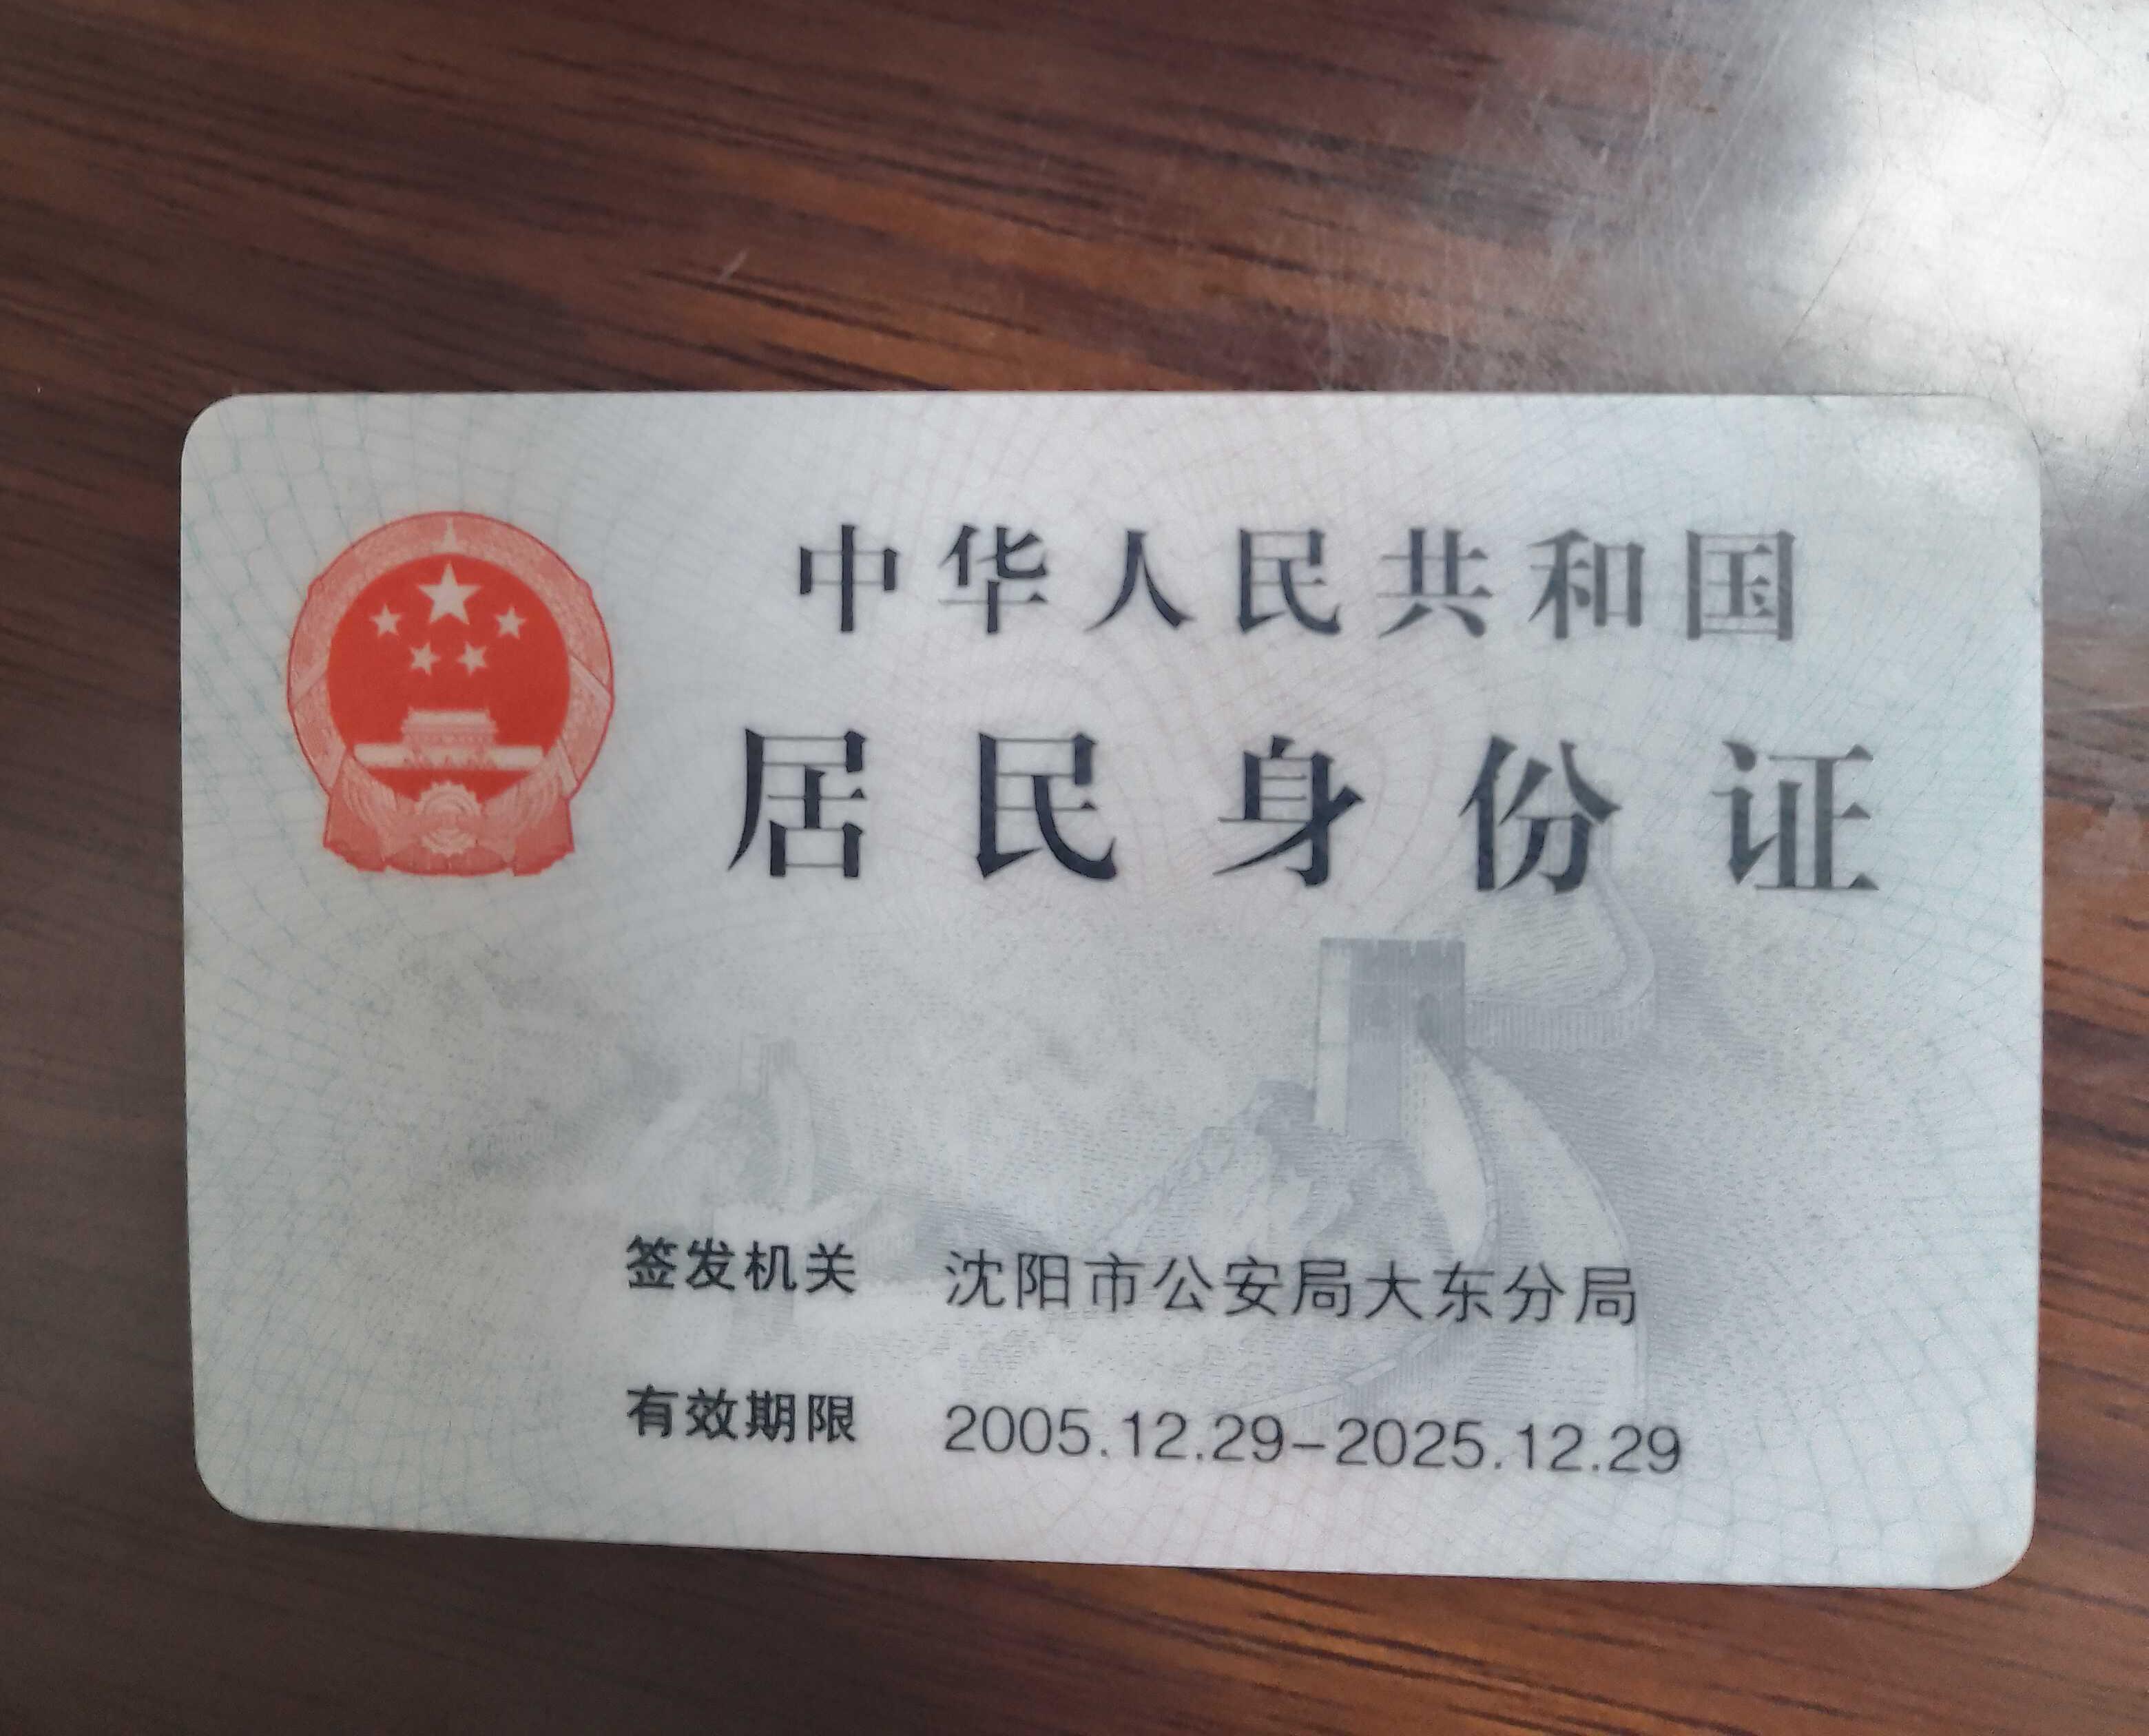 中华人民共和国
居民身份证
签发机关 沈阳市公安局大东分局
有效期限 2005.12.29-2025.12.29